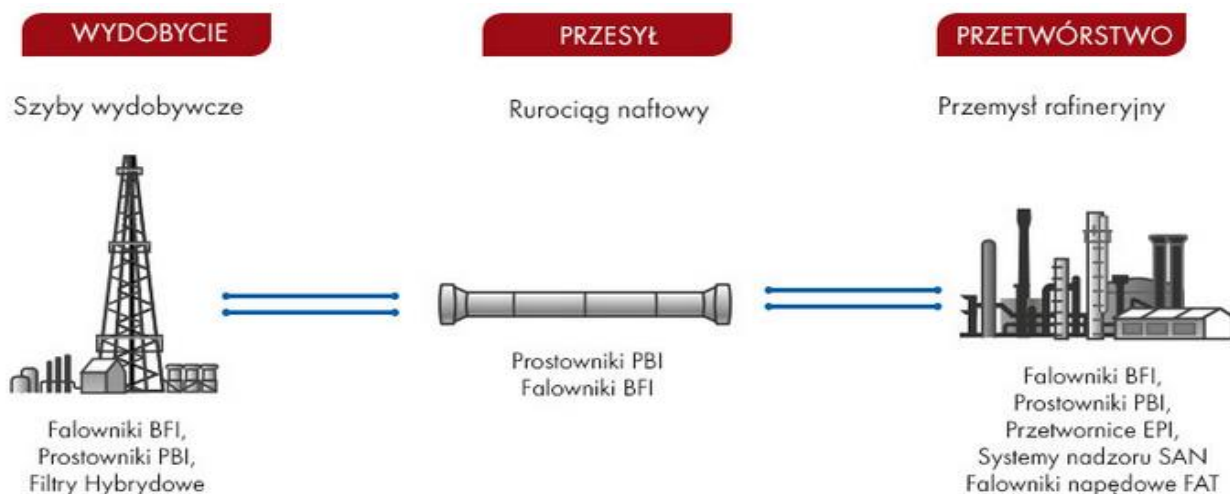 WYDOBYCIE
Szyby wydobywcze
Falowniki BFI,
Prostowniki PBI,
Filtry Hybrydowe
PRZESYŁ
Rurociąg naftowy
Prostowniki PBI
Falowniki BFI
PRZETWÓRSTWO
Przemysł rafineryjny
Falowniki BFI,
Prostowniki PBI,
Przetwornice EPI,
Systemy nadzoru SAN
Falowniki napędowe FAT